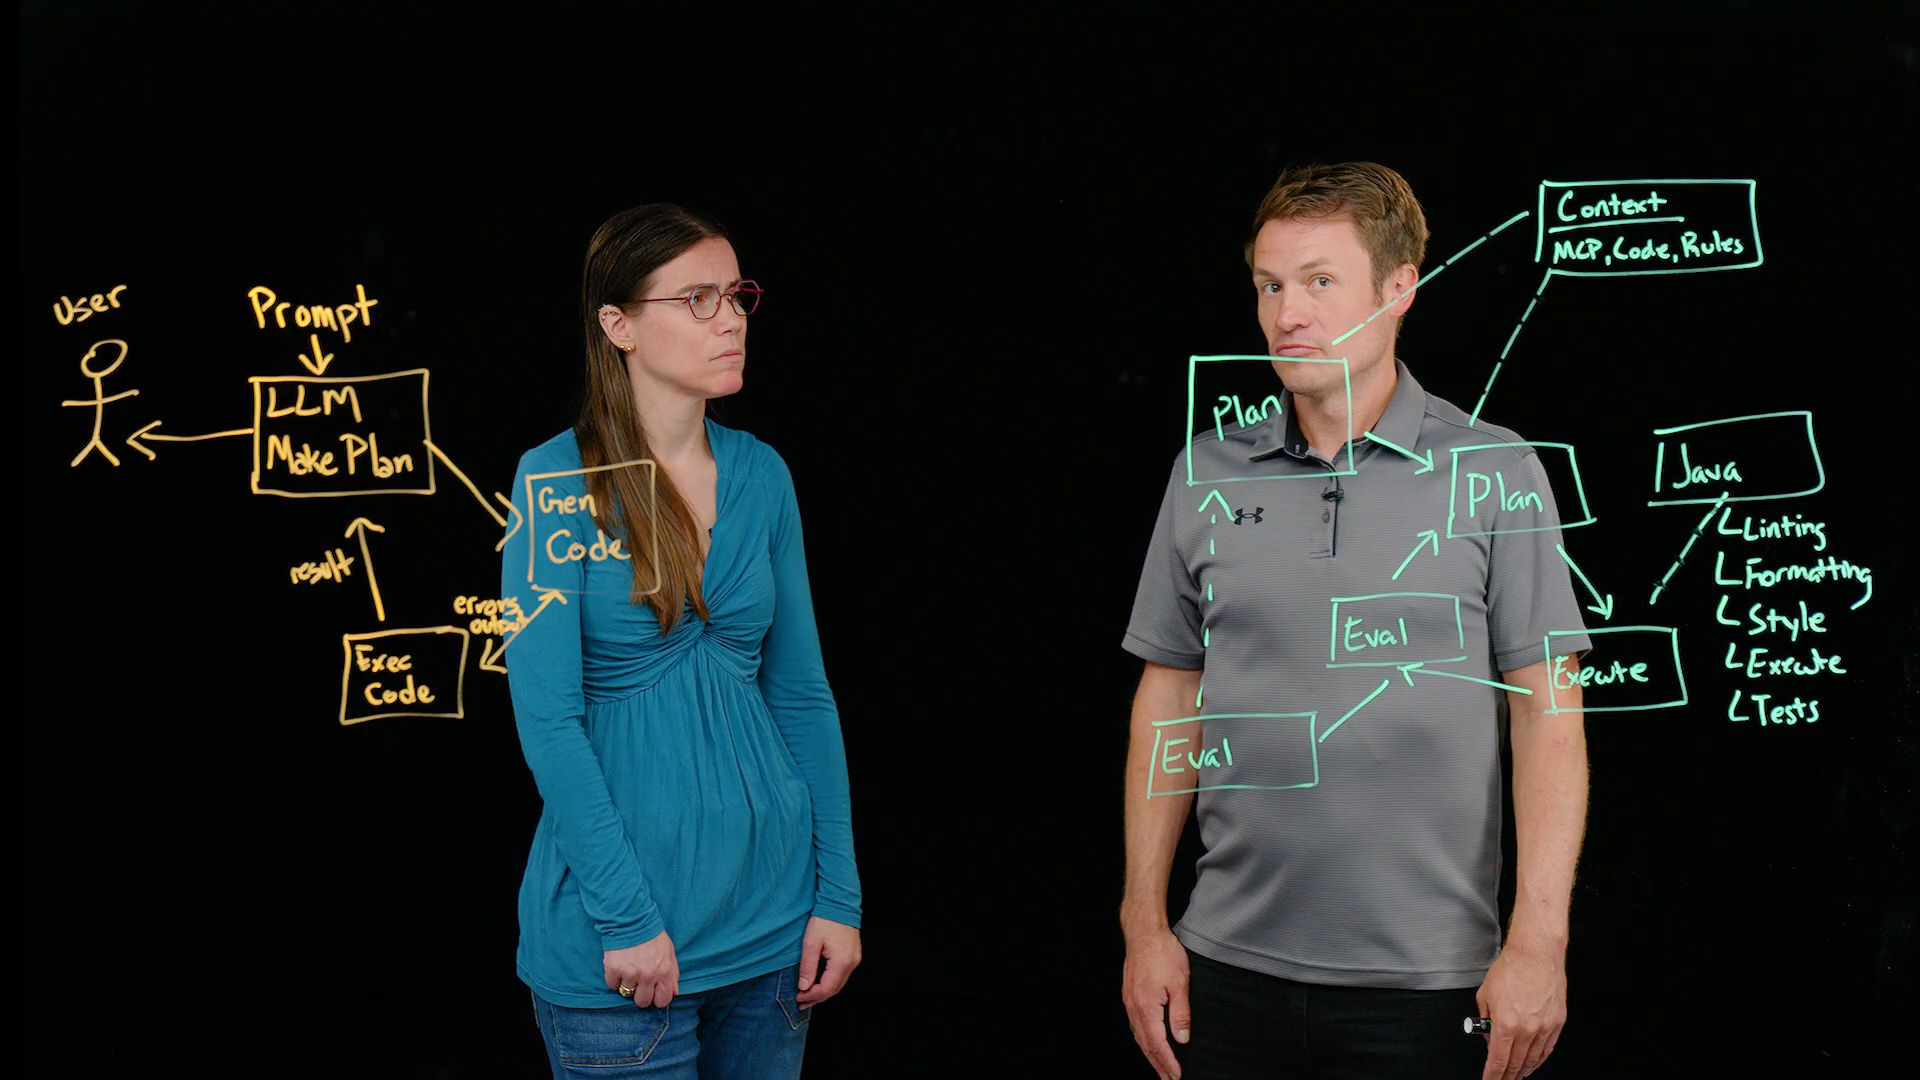 user
Prompt
LLM
Make Plan
Gen
Code
result
errors,
output
Exec
Code
Context
MCP, Code, Rules
Plan
Plan
Eval
Execute
Eval
Java
Linting
Formatting
Style
Execute
Tests